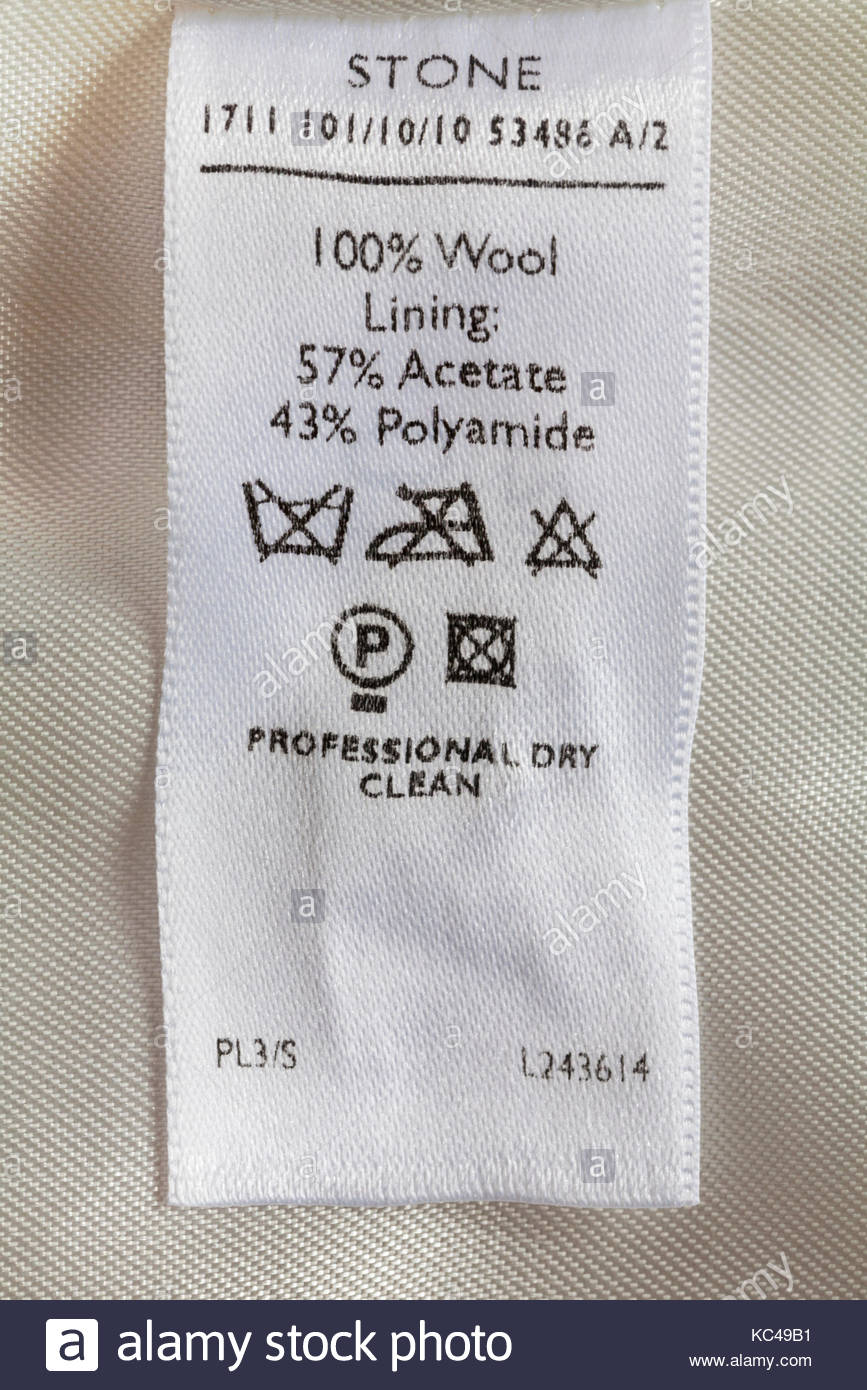 STONE
1711 101/10/10 53486 A/2
100% Wool
Lining:
57% Acetate
43% Polyamide
P
PROFESSIONAL DRY
CLEAN
PL3/S
L243614
a alamy stock photo
KC49B1
www.alamy.com